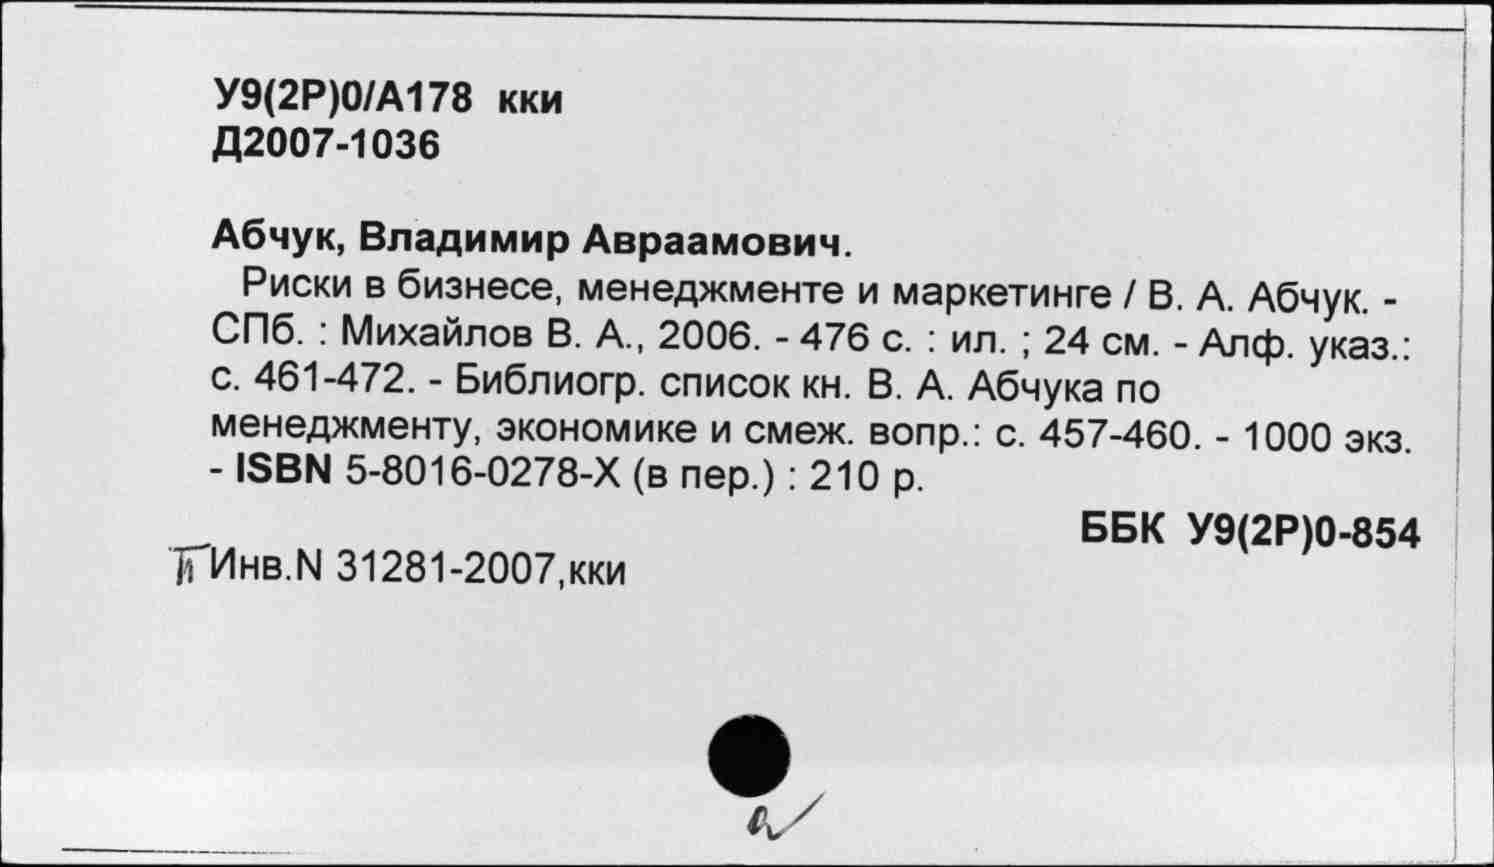 У9(2Р)0/А178 кки
Д2007-1036
Абчук, Владимир Авраамович.
Риски в бизнесе, менеджменте и маркетинге / В. А. Абчук. -
СПб. : Михайлов В. А., 2006. - 476 с. : ил. ; 24 см. - Алф. указ.:
с. 461-472. - Библиогр. список кн. В. А. Абчука по
менеджменту, экономике и смеж. вопр.: с. 457-460. - 1000 экз.
- ISBN 5-8016-0278-X (в пер.) : 210 р.
ББК У9(2Р)0-854
Инв.N 31281-2007,кки